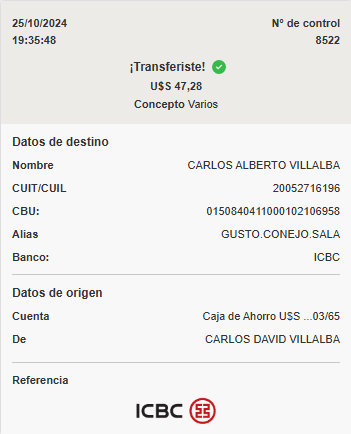 25/10/2024 N° de control
19:35:48 8522
¡Transferiste!
U$S 47,28
Concepto Varios
Datos de destino
Nombre CARLOS ALBERTO VILLALBA
CUIT/CUIL 20052716196
CBU: 0150840411000102106958
Alias GUSTO.CONEJO.SALA
Banco: ICBC
Datos de origen
Cuenta Caja de Ahorro U$S ...03/65
De CARLOS DAVID VILLALBA
Referencia
ICBC